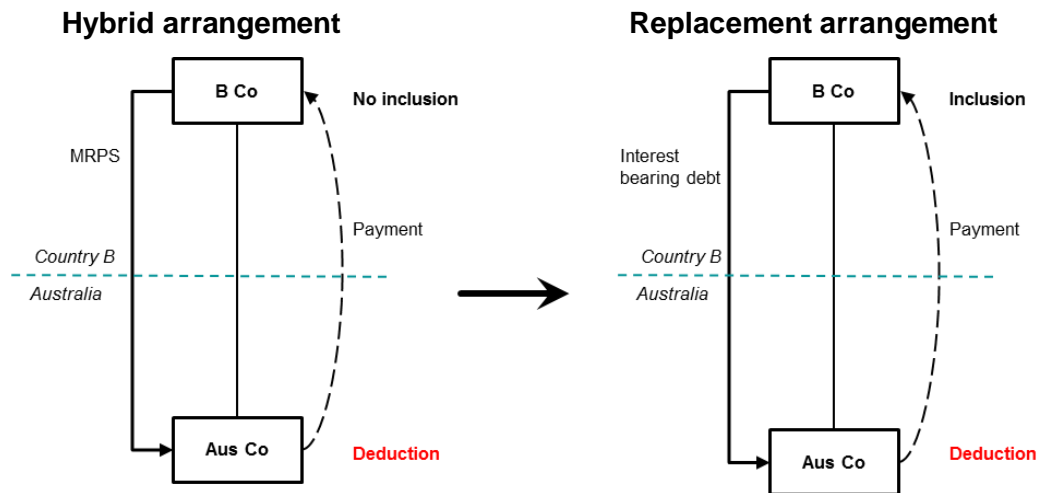 Hybrid arrangement
B Co
No inclusion
MRPS
Payment
Country B
Australia
Aus Co
Deduction
Replacement arrangement
B Co
Inclusion
Interest
bearing debt
Payment
Country B
Australia
Aus Co
Deduction